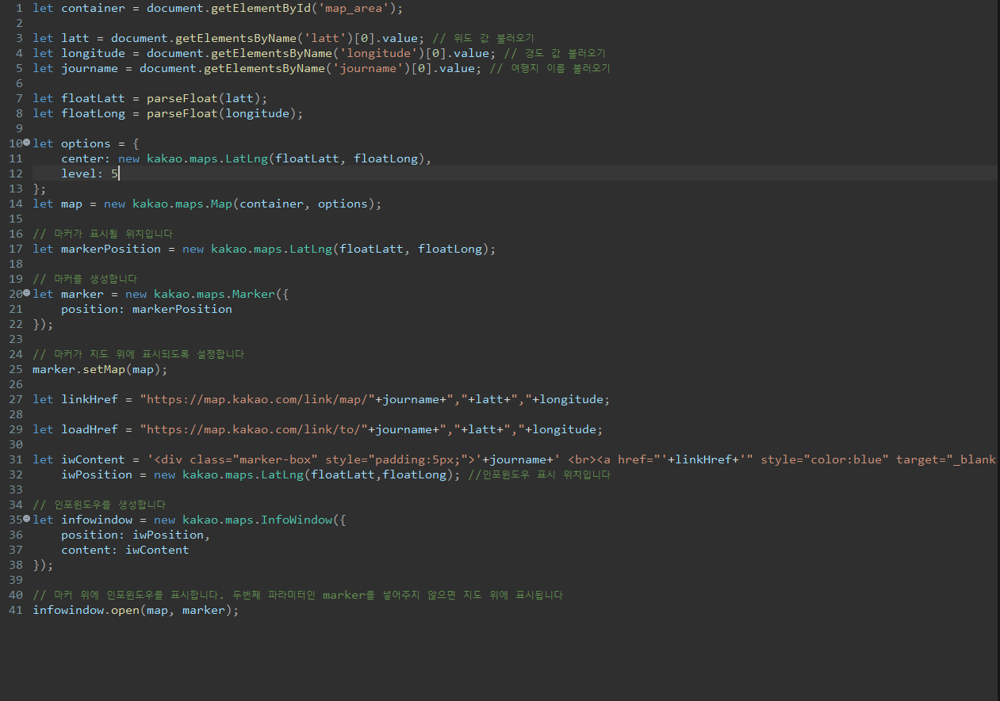 1 let container = document.getElementById('map_area');
2
3 let latt = document.getElementsByName('latt')[0].value; // 위도 값 불러오기
4 let longitude = document.getElementsByName('longitude')[0].value; // 경도 값 불러오기
5 let journame = document.getElementsByName('journame')[0].value; // 여행지 이름 불러오기
6
7 let floatLatt = parseFloat(latt);
8 let floatLong = parseFloat(longitude);
9
10 let options = {
11     center: new kakao.maps.LatLng(floatLatt, floatLong),
12     level: 5
13 };
14 let map = new kakao.maps.Map(container, options);
15
16 // 마커가 표시될 위치입니다
17 let markerPosition = new kakao.maps.LatLng(floatLatt, floatLong);
18
19 // 마커를 생성합니다
20 let marker = new kakao.maps.Marker({
21     position: markerPosition
22 });
23
24 // 마커가 지도 위에 표시되도록 설정합니다
25 marker.setMap(map);
26
27 let linkHref = "https://map.kakao.com/link/map/"+journame+","+latt+","+longitude;
28
29 let loadHref = "https://map.kakao.com/link/to/"+journame+","+latt+","+longitude;
30
31 let iwContent = '<div class="marker-box" style="padding:5px;">'+journame+' <br><a href="'+linkHref+'" style="color:blue" target="_blank
32     iwPosition = new kakao.maps.LatLng(floatLatt,floatLong); //인포윈도우 표시 위치입니다
33
34 // 인포윈도우를 생성합니다
35 let infowindow = new kakao.maps.InfoWindow({
36     position: iwPosition,
37     content: iwContent
38 });
39
40 // 마커 위에 인포윈도우를 표시합니다. 두번째 파라미터인 marker를 넣어주지 않으면 지도 위에 표시됩니다
41 infowindow.open(map, marker);